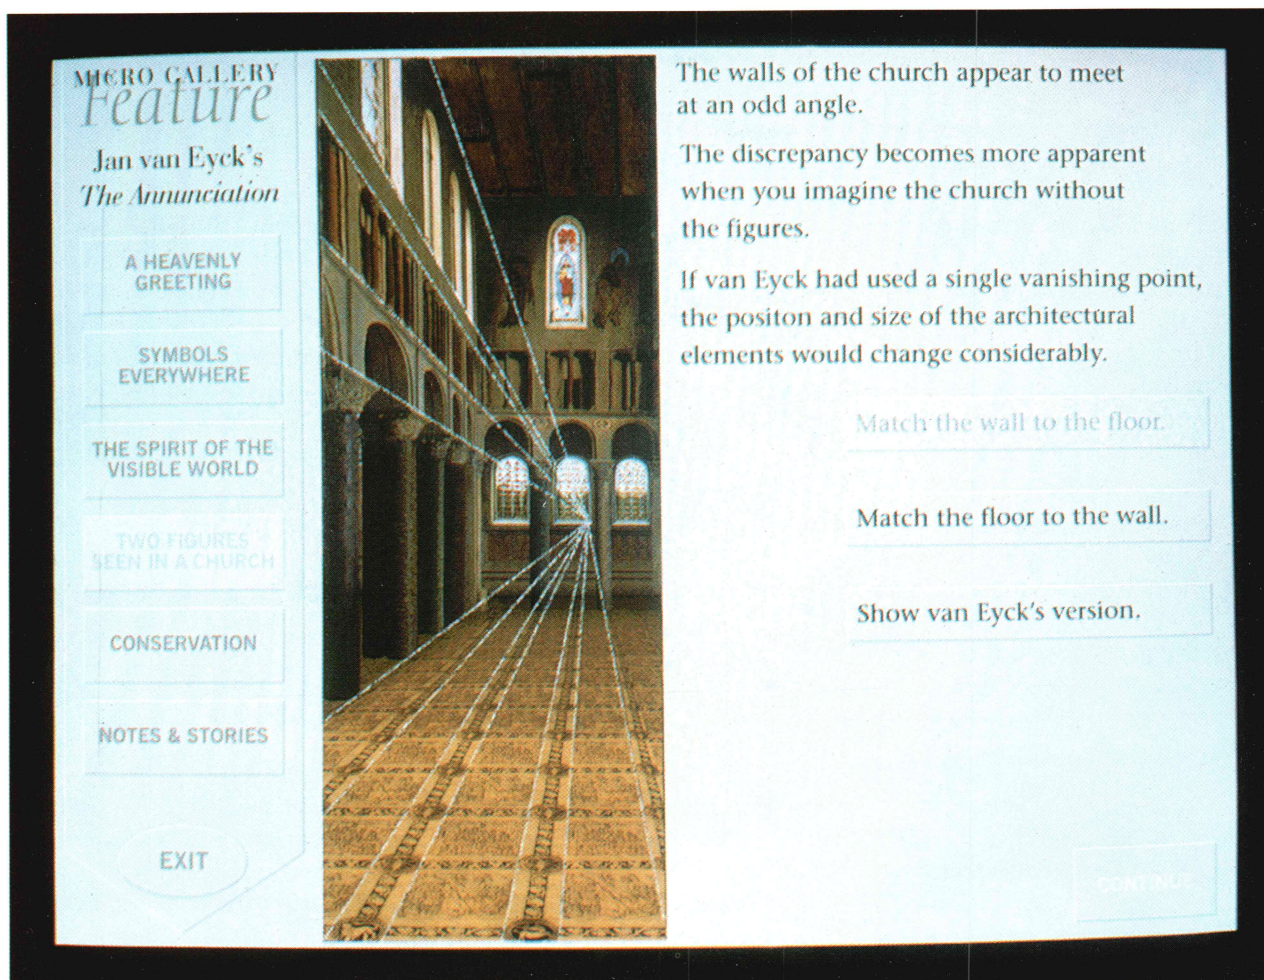 MICRO GALLERY
Feature
Jan van Eyck's
The Annunciation
A HEAVENLY
GREETING
SYMBOLS
EVERYWHERE
THE SPIRIT OF THE
VISIBLE WORLD
TWO FIGURES
SEEN IN A CHURCH
CONSERVATION
NOTES & STORIES
EXIT
The walls of the church appear to meet
at an odd angle.
The discrepancy becomes more apparent
when you imagine the church without
the figures.
If van Eyck had used a single vanishing point,
the positon and size of the architectural
elements would change considerably.
Match the wall to the floor.
Match the floor to the wall.
Show van Eyck's version.
CONTINUE